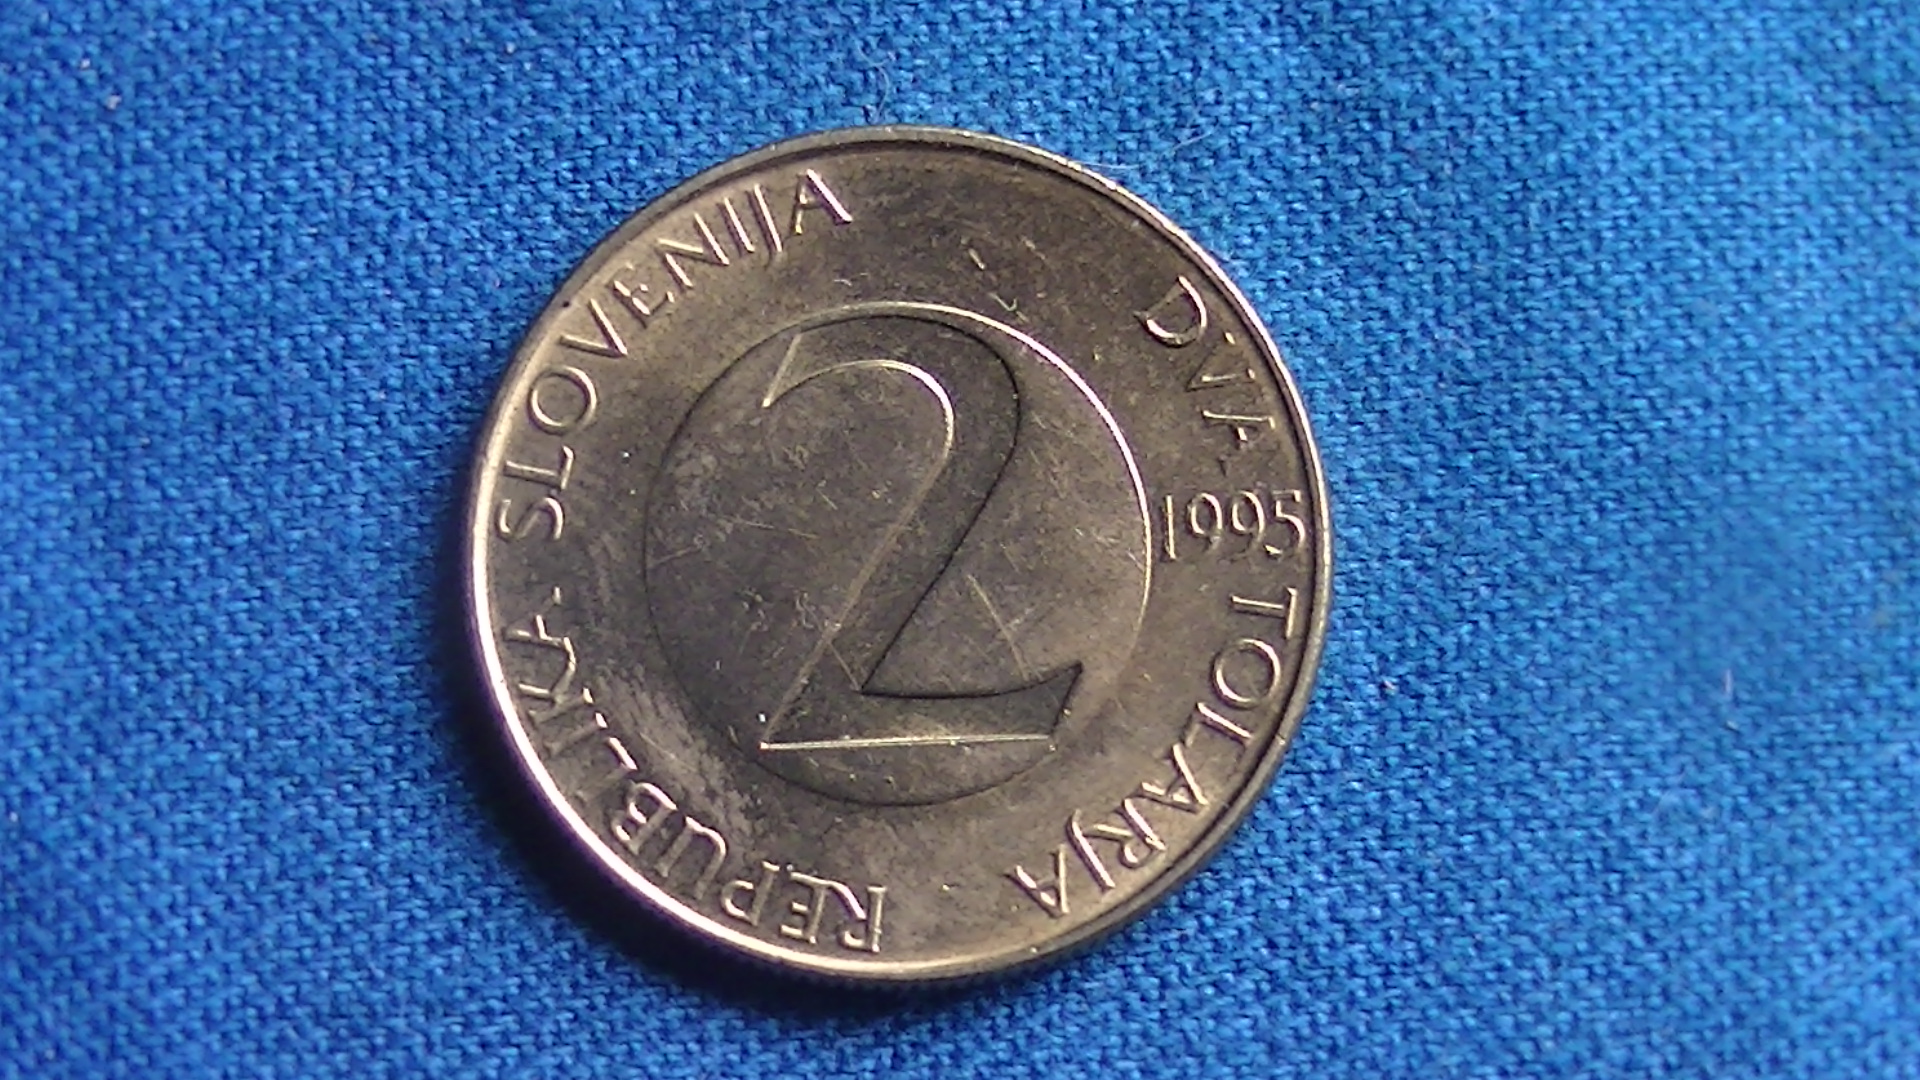 REPUBLIKA SLOVENIJA
2
DVA TOLARJA
1995